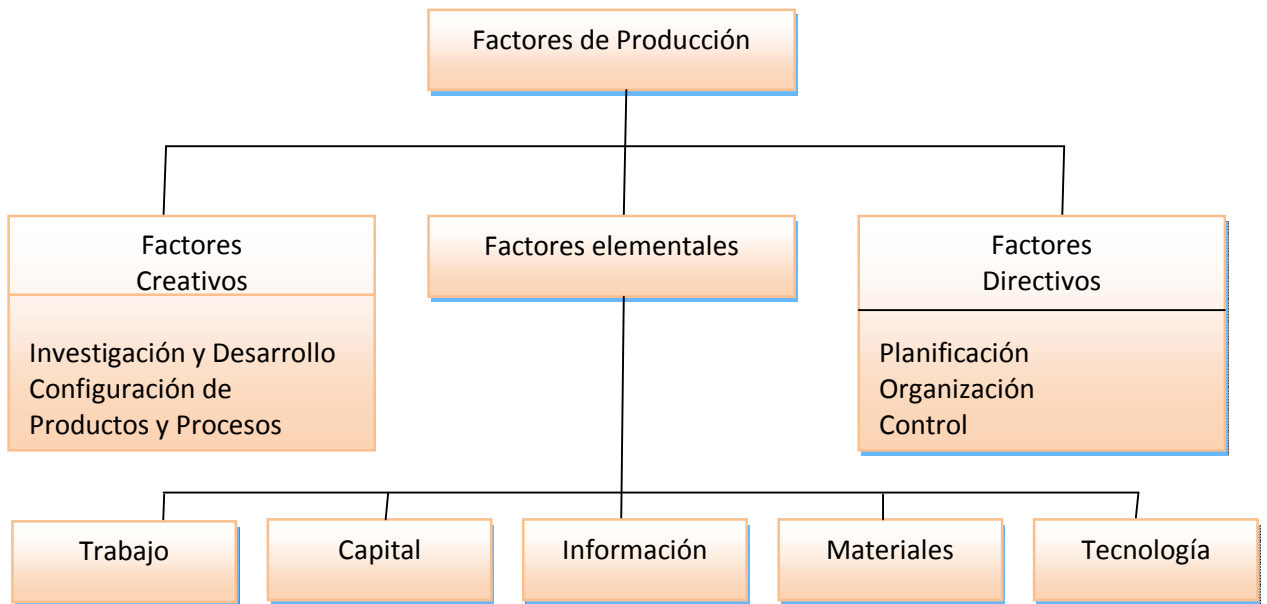 Factores de Producción
Factores
Creativos
Investigación y Desarrollo
Configuración de
Productos y Procesos
Factores elementales
Factores
Directivos
Planificación
Organización
Control
Trabajo
Capital
Información
Materiales
Tecnología